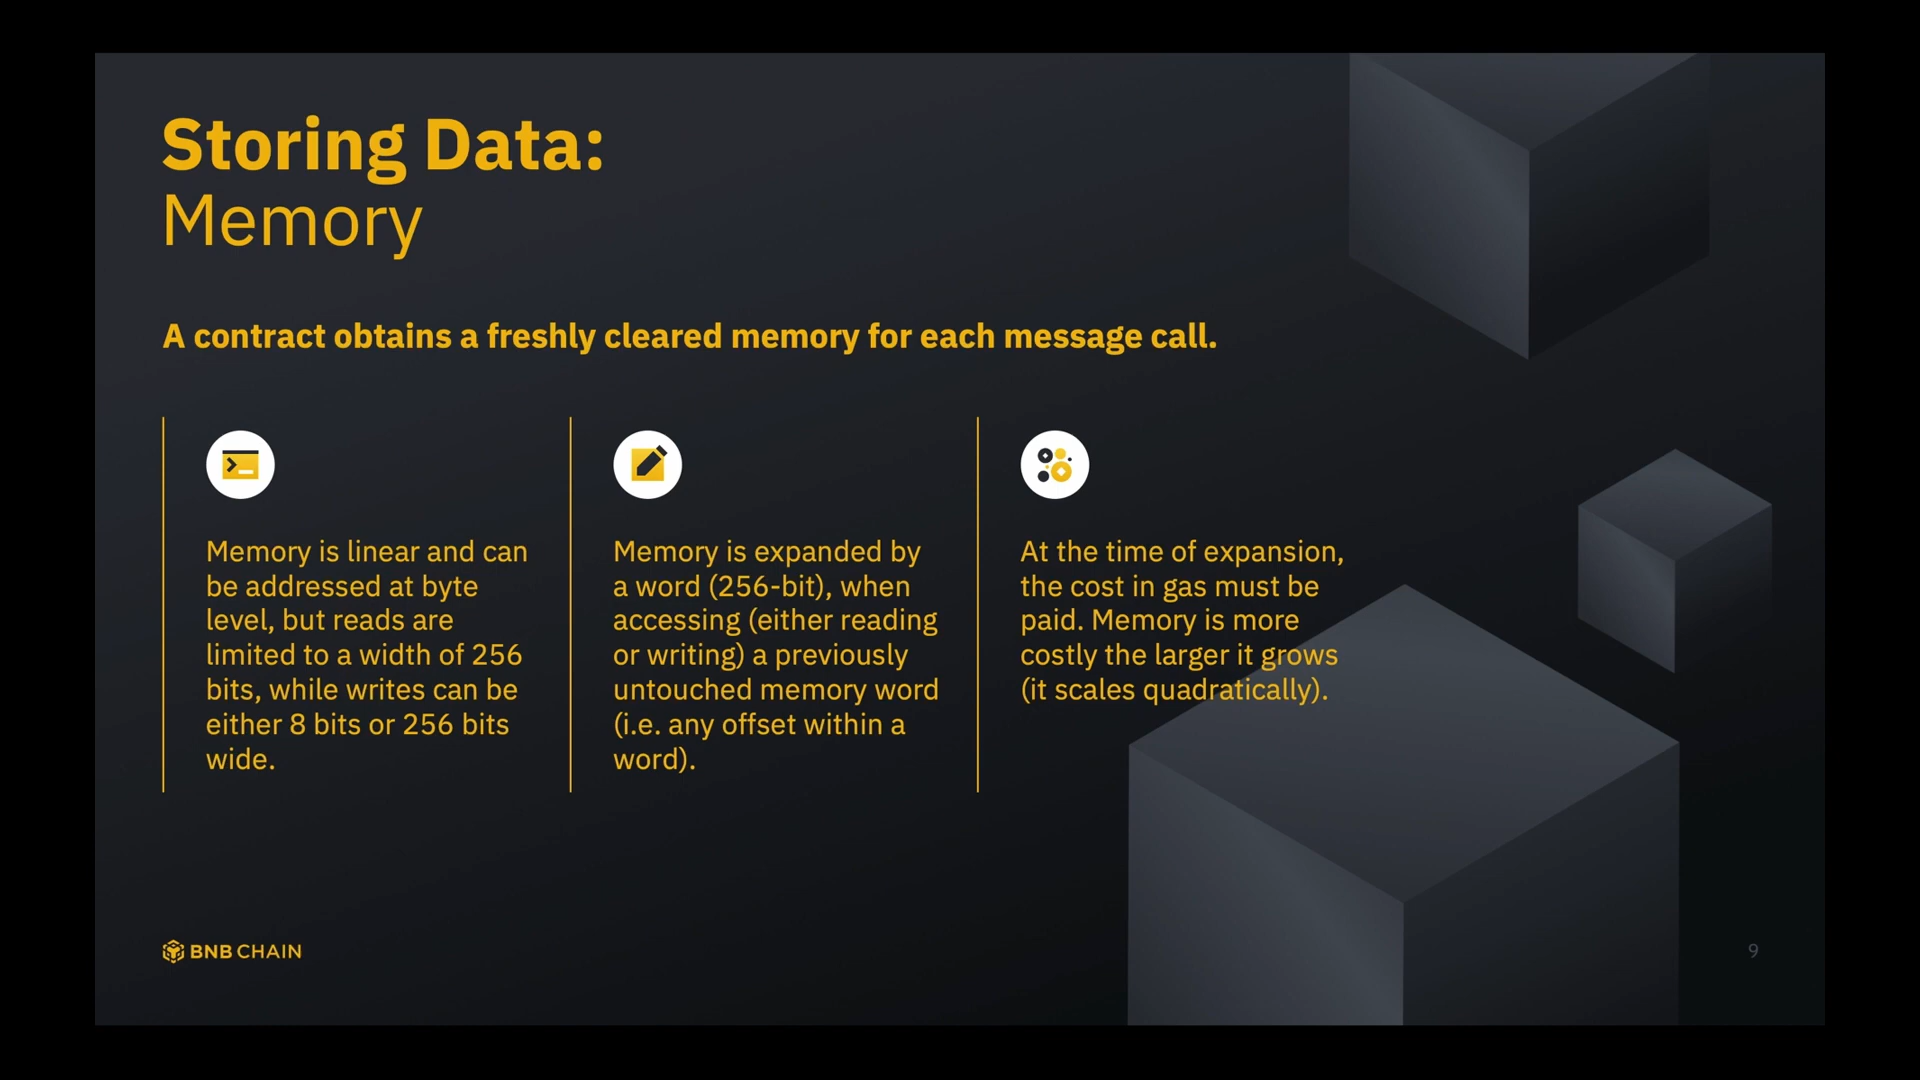 Storing Data:
Memory
A contract obtains a freshly cleared memory for each message call.
Memory is linear and can
be addressed at byte
level, but reads are
limited to a width of 256
bits, while writes can be
either 8 bits or 256 bits
wide.
Memory is expanded by
a word (256-bit), when
accessing (either reading
or writing) a previously
untouched memory word
(i.e. any offset within a
word).
At the time of expansion,
the cost in gas must be
paid. Memory is more
costly the larger it grows
(it scales quadratically).
BNB CHAIN
9